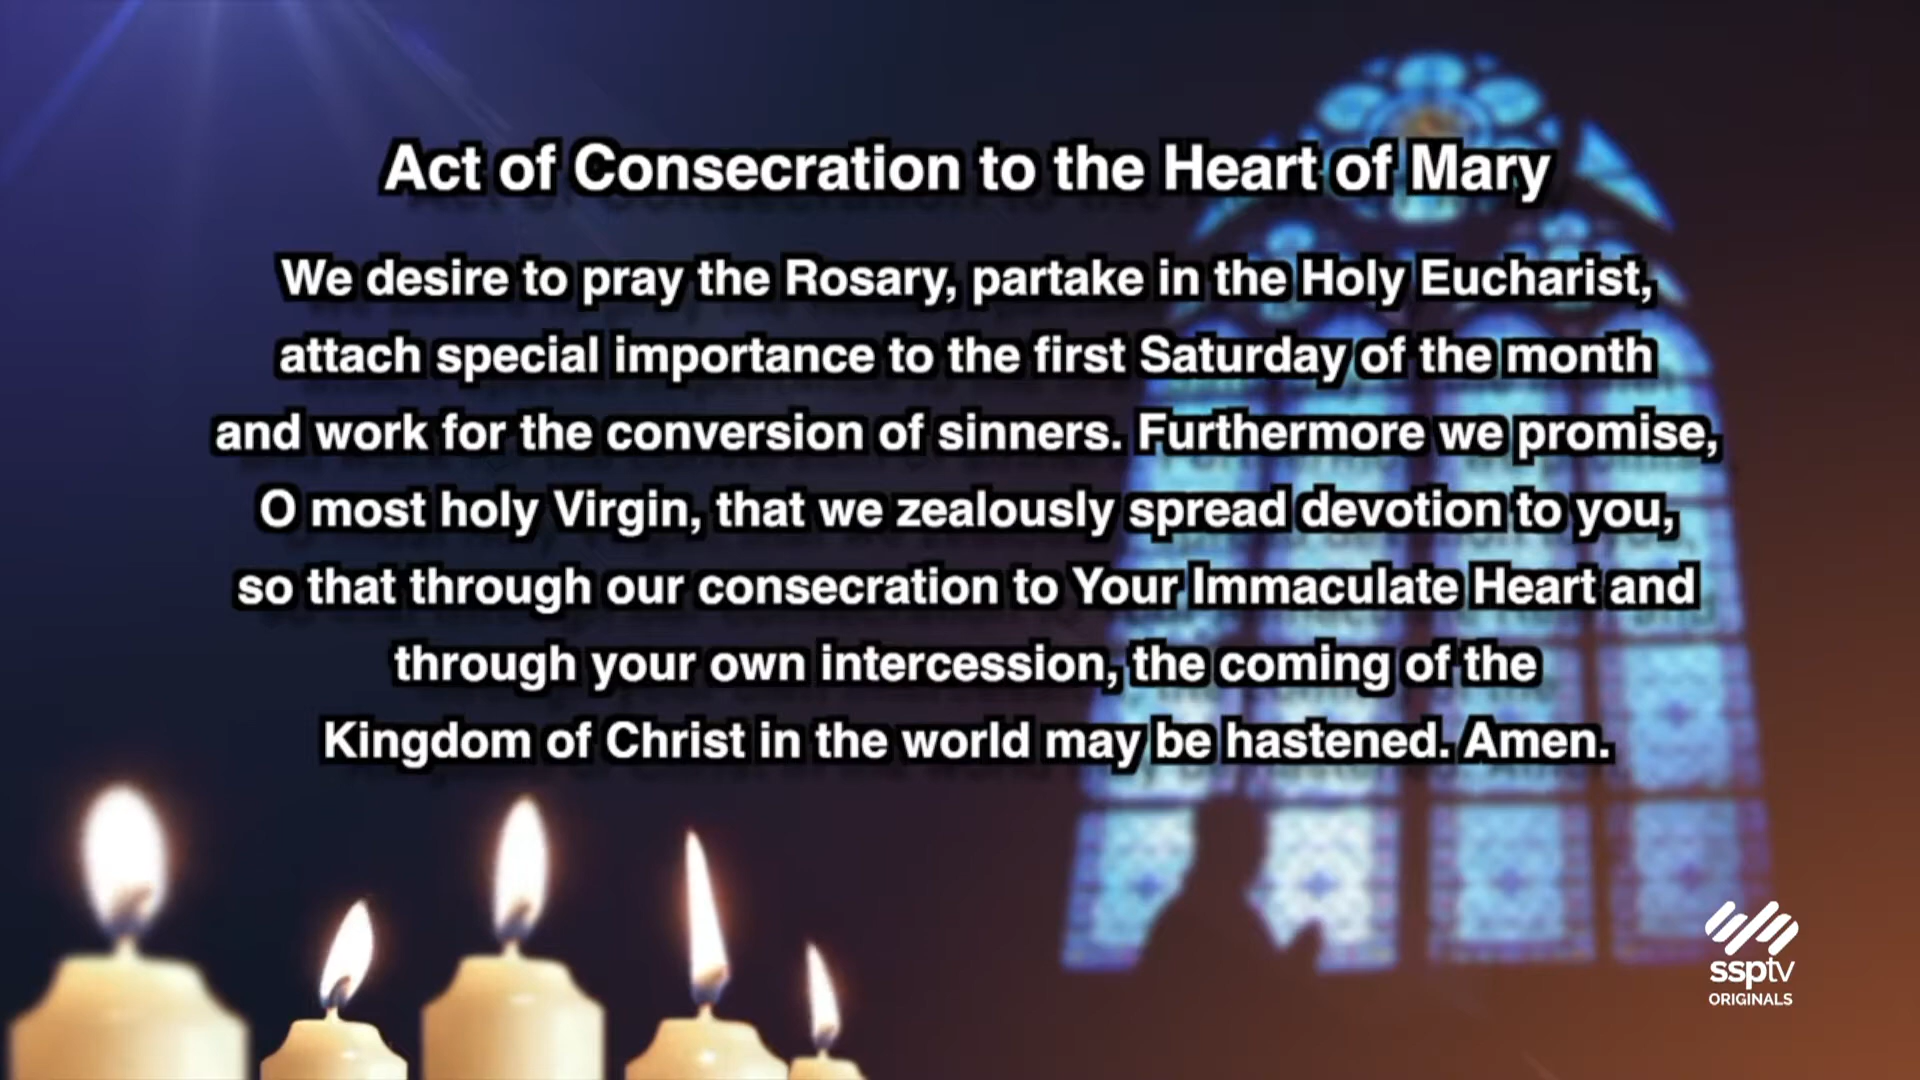 Act of Consecration to the Heart of Mary
We desire to pray the Rosary, partake in the Holy Eucharist,
attach special importance to the first Saturday of the month
and work for the conversion of sinners. Furthermore we promise,
O most holy Virgin, that we zealously spread devotion to you,
so that through our consecration to Your Immaculate Heart and
through your own intercession, the coming of the
Kingdom of Christ in the world may be hastened. Amen.
ssptv
ORIGINALS